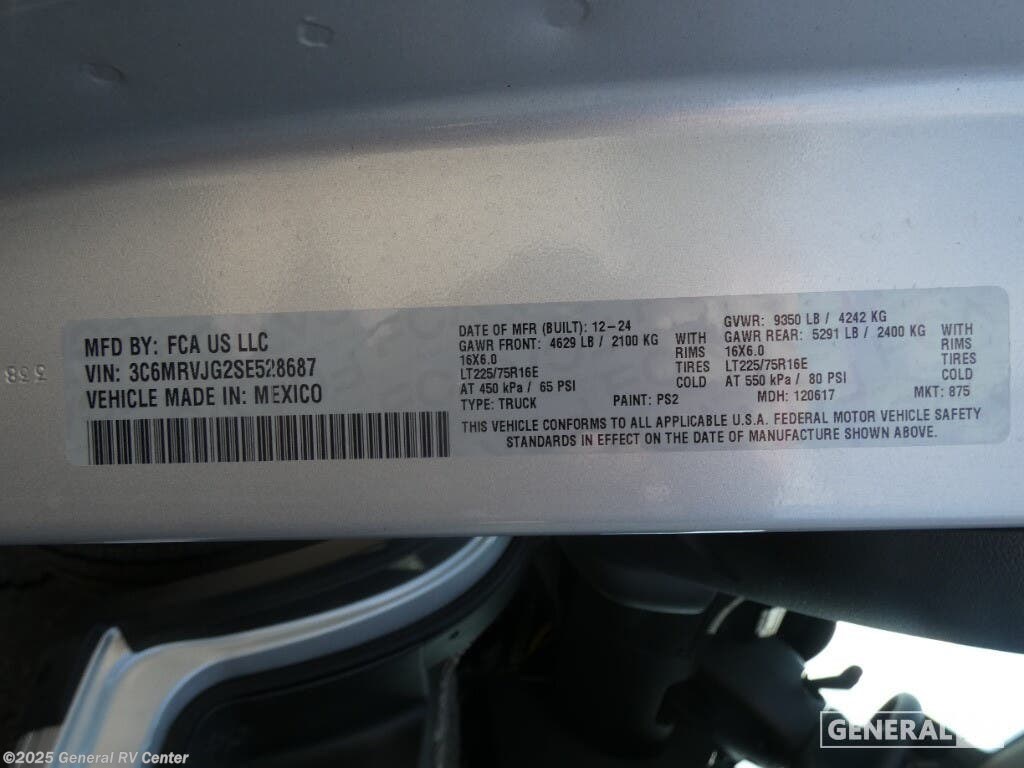 338
MFD BY: FCA US LLC
VIN: 3C6MRVJG2SE528687
VEHICLE MADE IN: MEXICO
DATE OF MFR (BUILT): 12-24
GAWR FRONT: 4629 LB / 2100 KG WITH
16X6.0 RIMS
LT225/75R16E TIRES
AT 450 kPa / 65 PSI COLD
TYPE: TRUCK PAINT: PS2
GVWR: 9350 LB / 4242 KG
GAWR REAR: 5291 LB / 2400 KG WITH
16X6.0 RIMS
LT225/75R16E TIRES
AT 550 kPa / 80 PSI COLD
MDH: 120617 MKT: 875
THIS VEHICLE CONFORMS TO ALL APPLICABLE U.S.A. FEDERAL MOTOR VEHICLE SAFETY
STANDARDS IN EFFECT ON THE DATE OF MANUFACTURE SHOWN ABOVE.
GENERAL
©2025 General RV Center